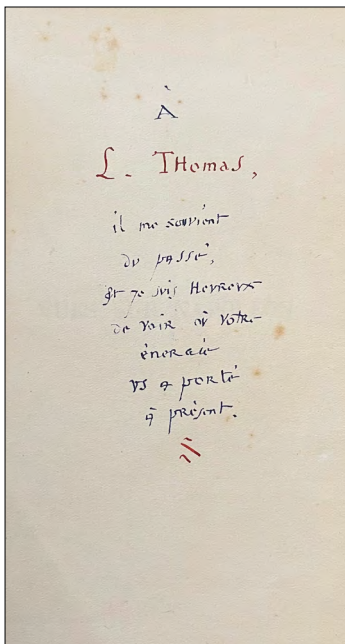 À
L. THomas,
il me souvient
du passé,
Et je suis Heureux
de voir où votre
énergie
vs a porté
à présent.